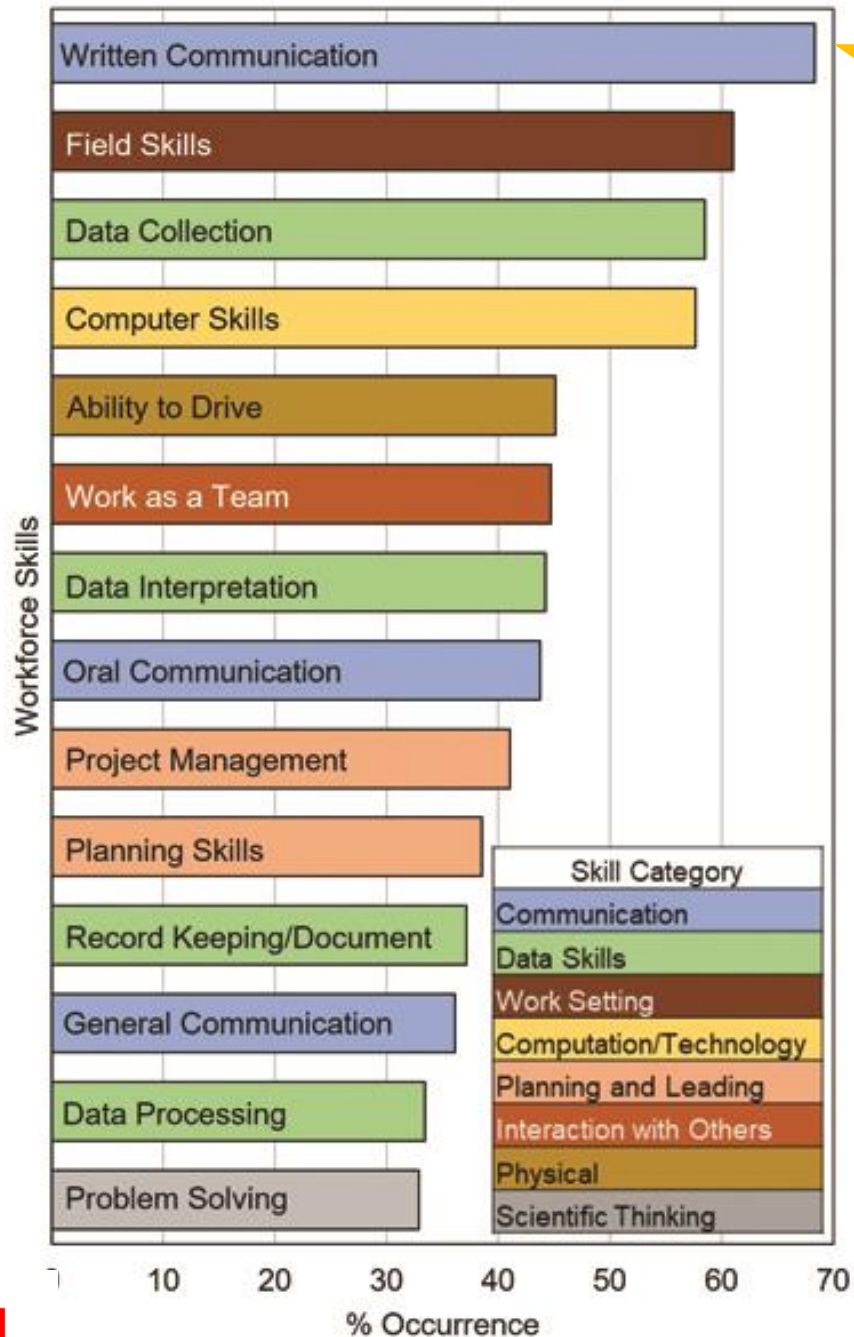 Written Communication
Field Skills
Data Collection
Computer Skills
Ability to Drive
Work as a Team
Data Interpretation
Oral Communication
Project Management
Planning Skills
Record Keeping/Document
General Communication
Data Processing
Problem Solving
Workforce Skills
Skill Category
Communication
Data Skills
Work Setting
Computation/Technology
Planning and Leading
Interaction with Others
Physical
Scientific Thinking
10 20 30 40 50 60 70
% Occurrence